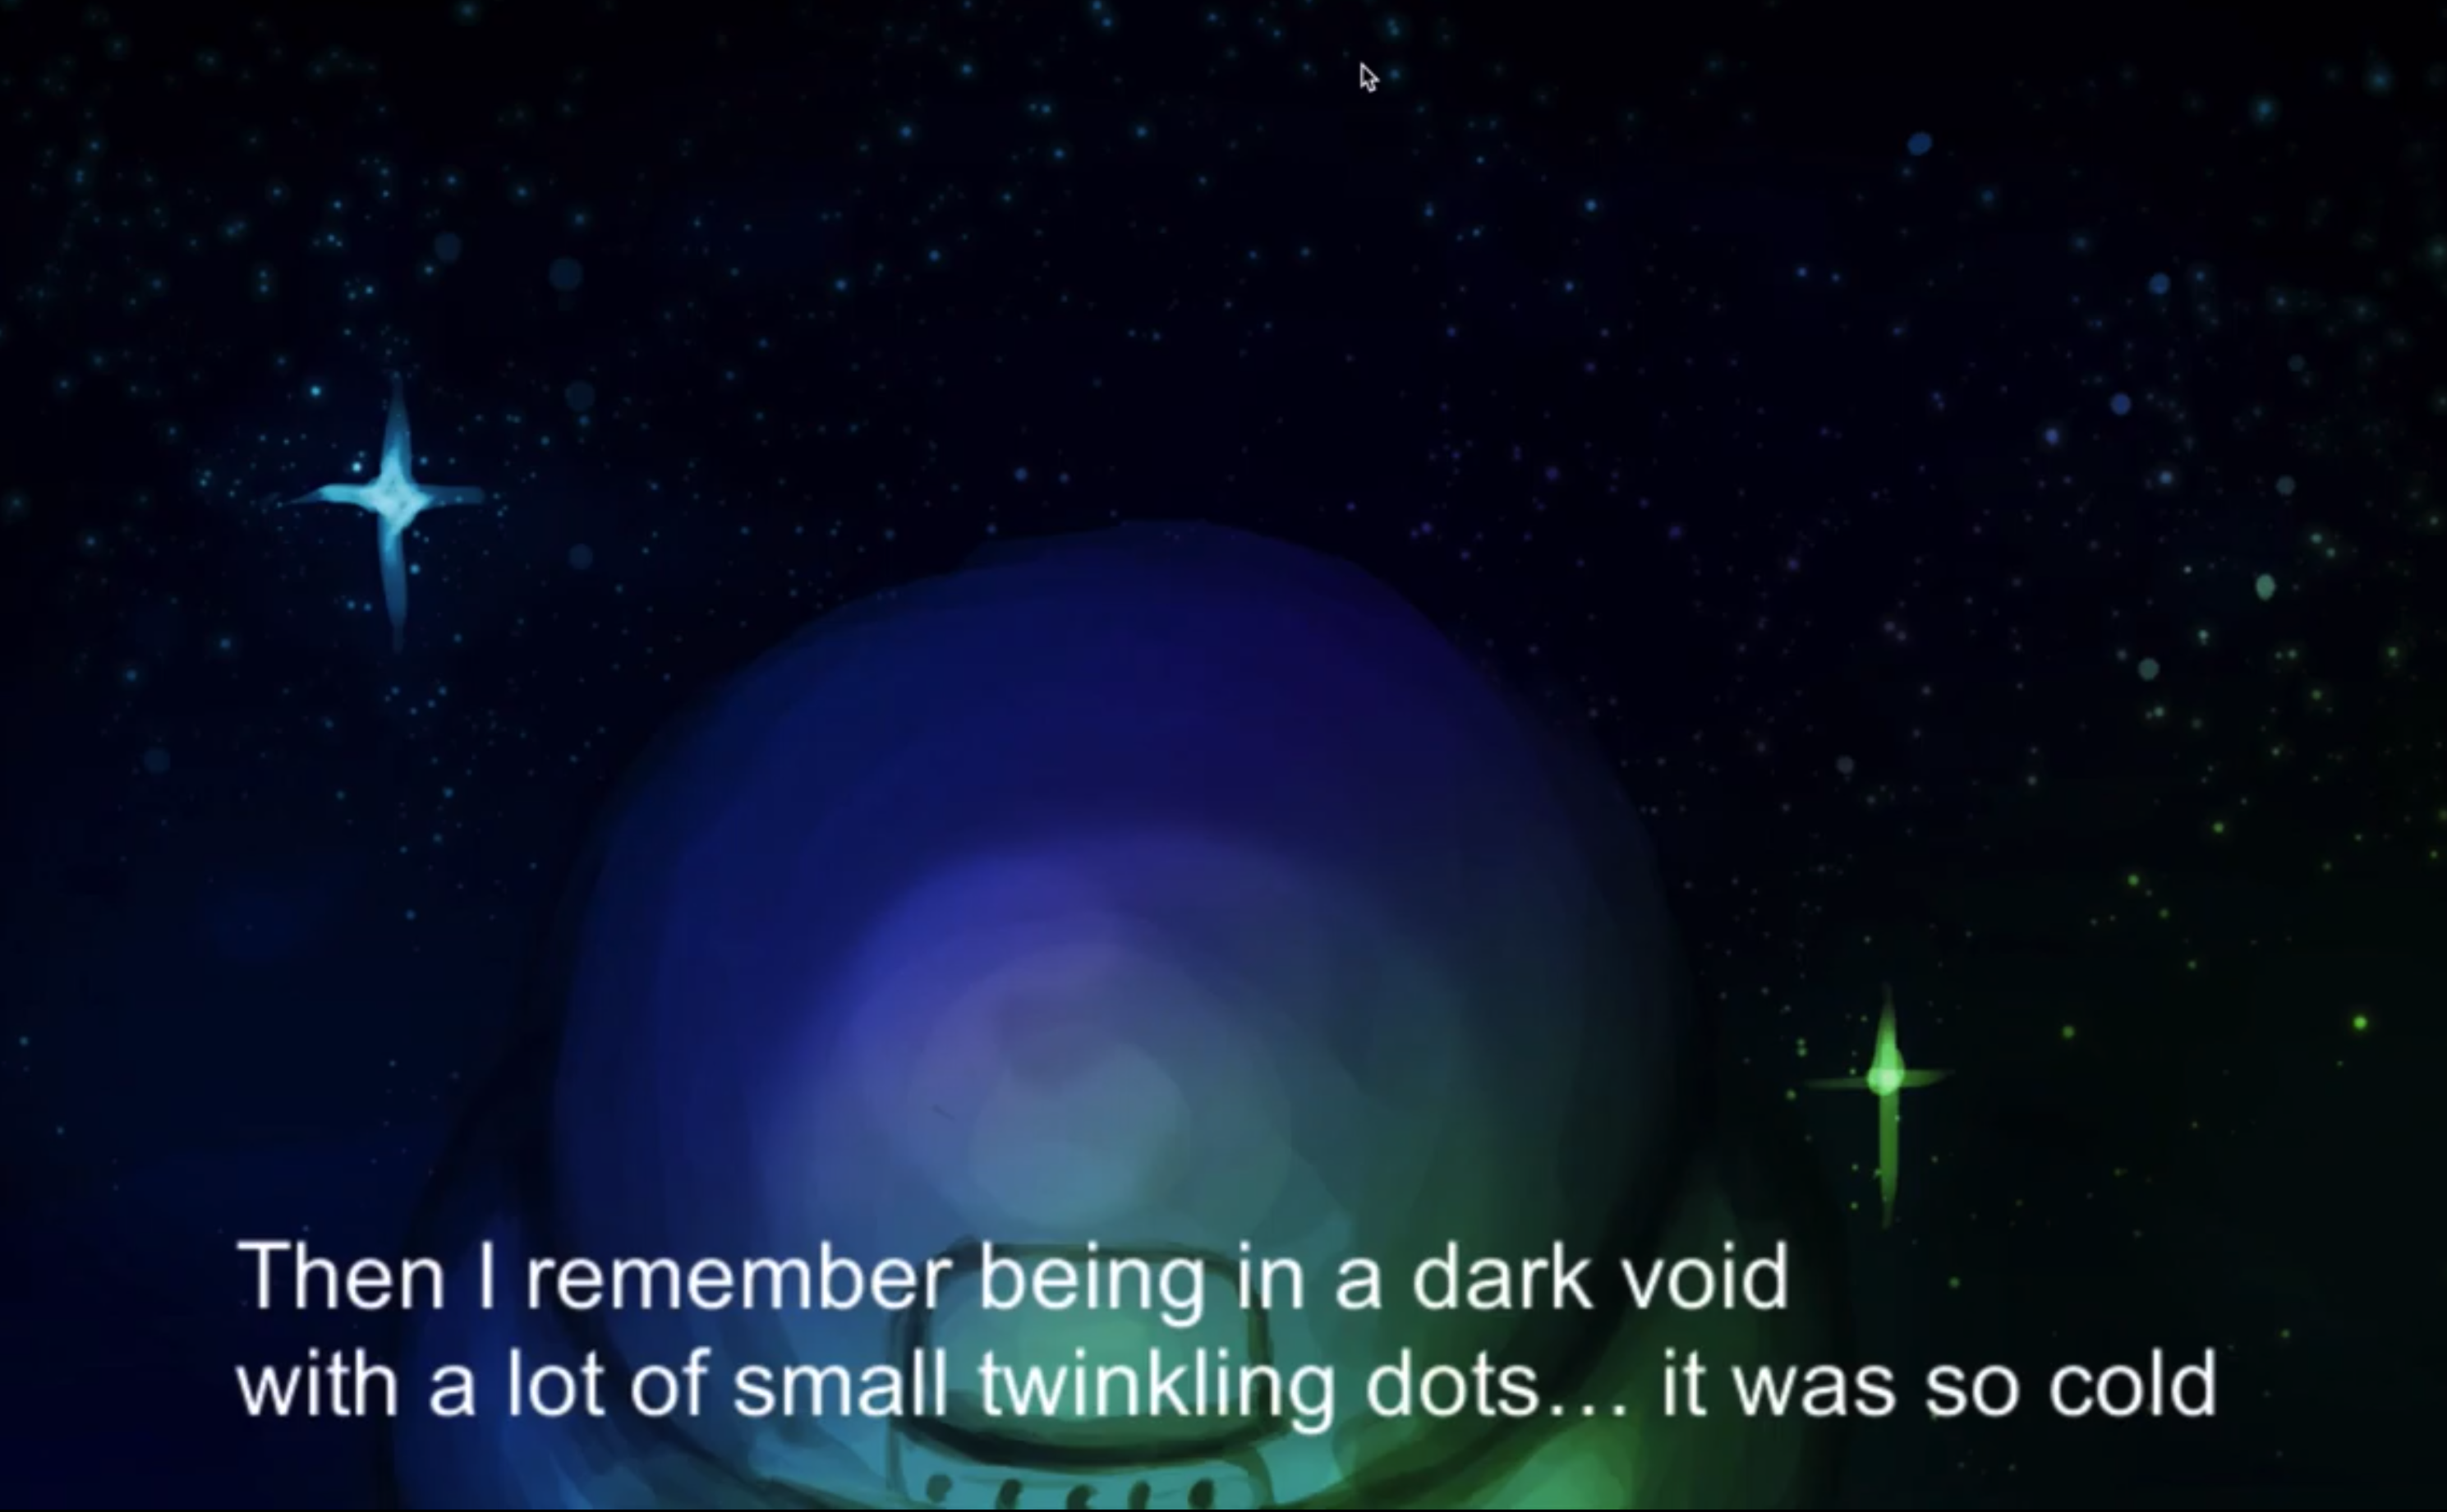 Then I remember being in a dark void
with a lot of small twinkling dots... it was so cold